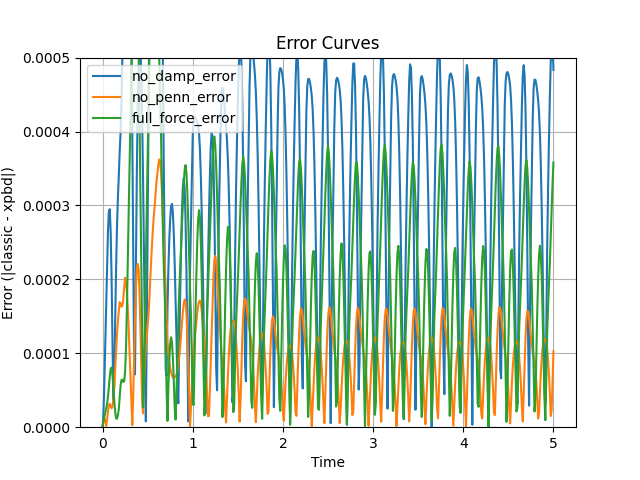 Error Curves
Error (|classic - xpbd|)
0.0005
0.0004
0.0003
0.0002
0.0001
0.0000
no_damp_error
no_penn_error
full_force_error
0 1 2 3 4 5
Time